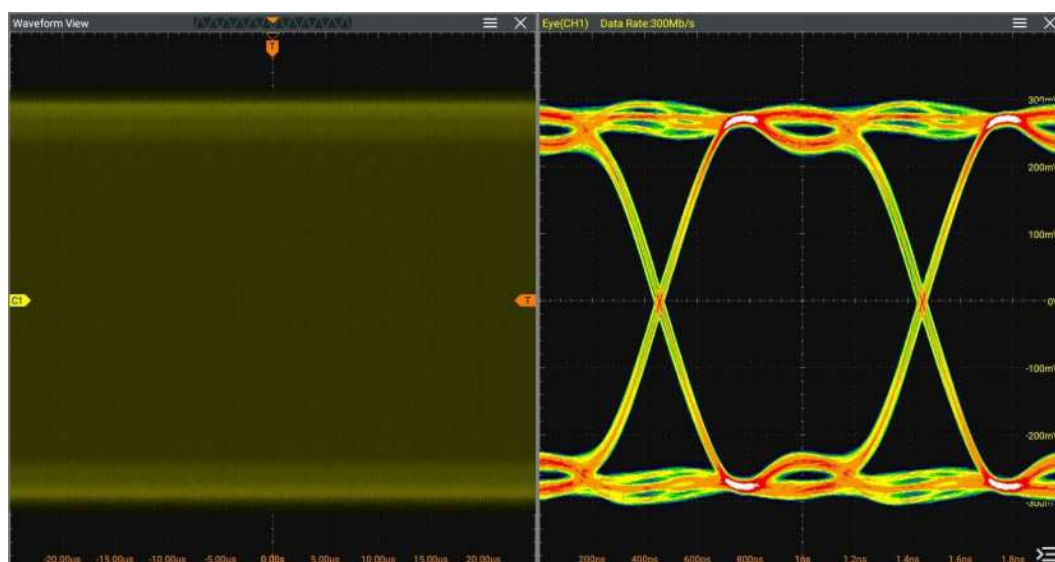 Waveform View
T
C1
T
-20.00us -15.00us -10.00us -5.00us 0.00s 5.00us 10.00us 15.00us 20.00us
Eye(CH1) Data Rate:300Mb/s
300mV
200mV
100mV
0V
-100mV
-200mV
-300mV
200ps 400ps 600ps 800ps 1ns 1.2ns 1.4ns 1.6ns 1.8ns